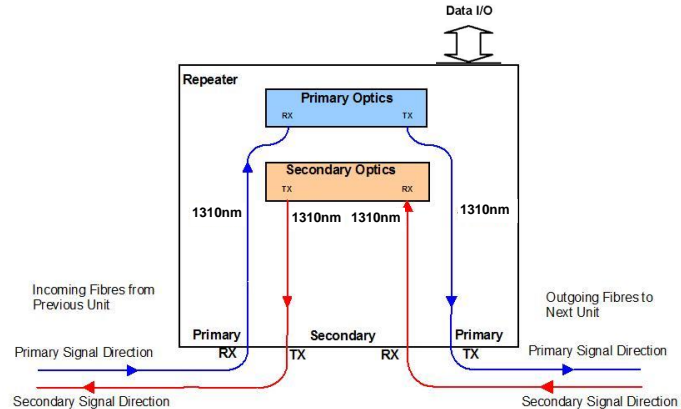 Data I/O
Repeater
Primary Optics
RX TX
Secondary Optics
TX RX
1310nm 1310nm 1310nm 1310nm
Incoming Fibres from
Previous Unit
Outgoing Fibres to
Next Unit
Primary Secondary Primary
RX TX RX TX
Primary Signal Direction Primary Signal Direction
Secondary Signal Direction Secondary Signal Direction